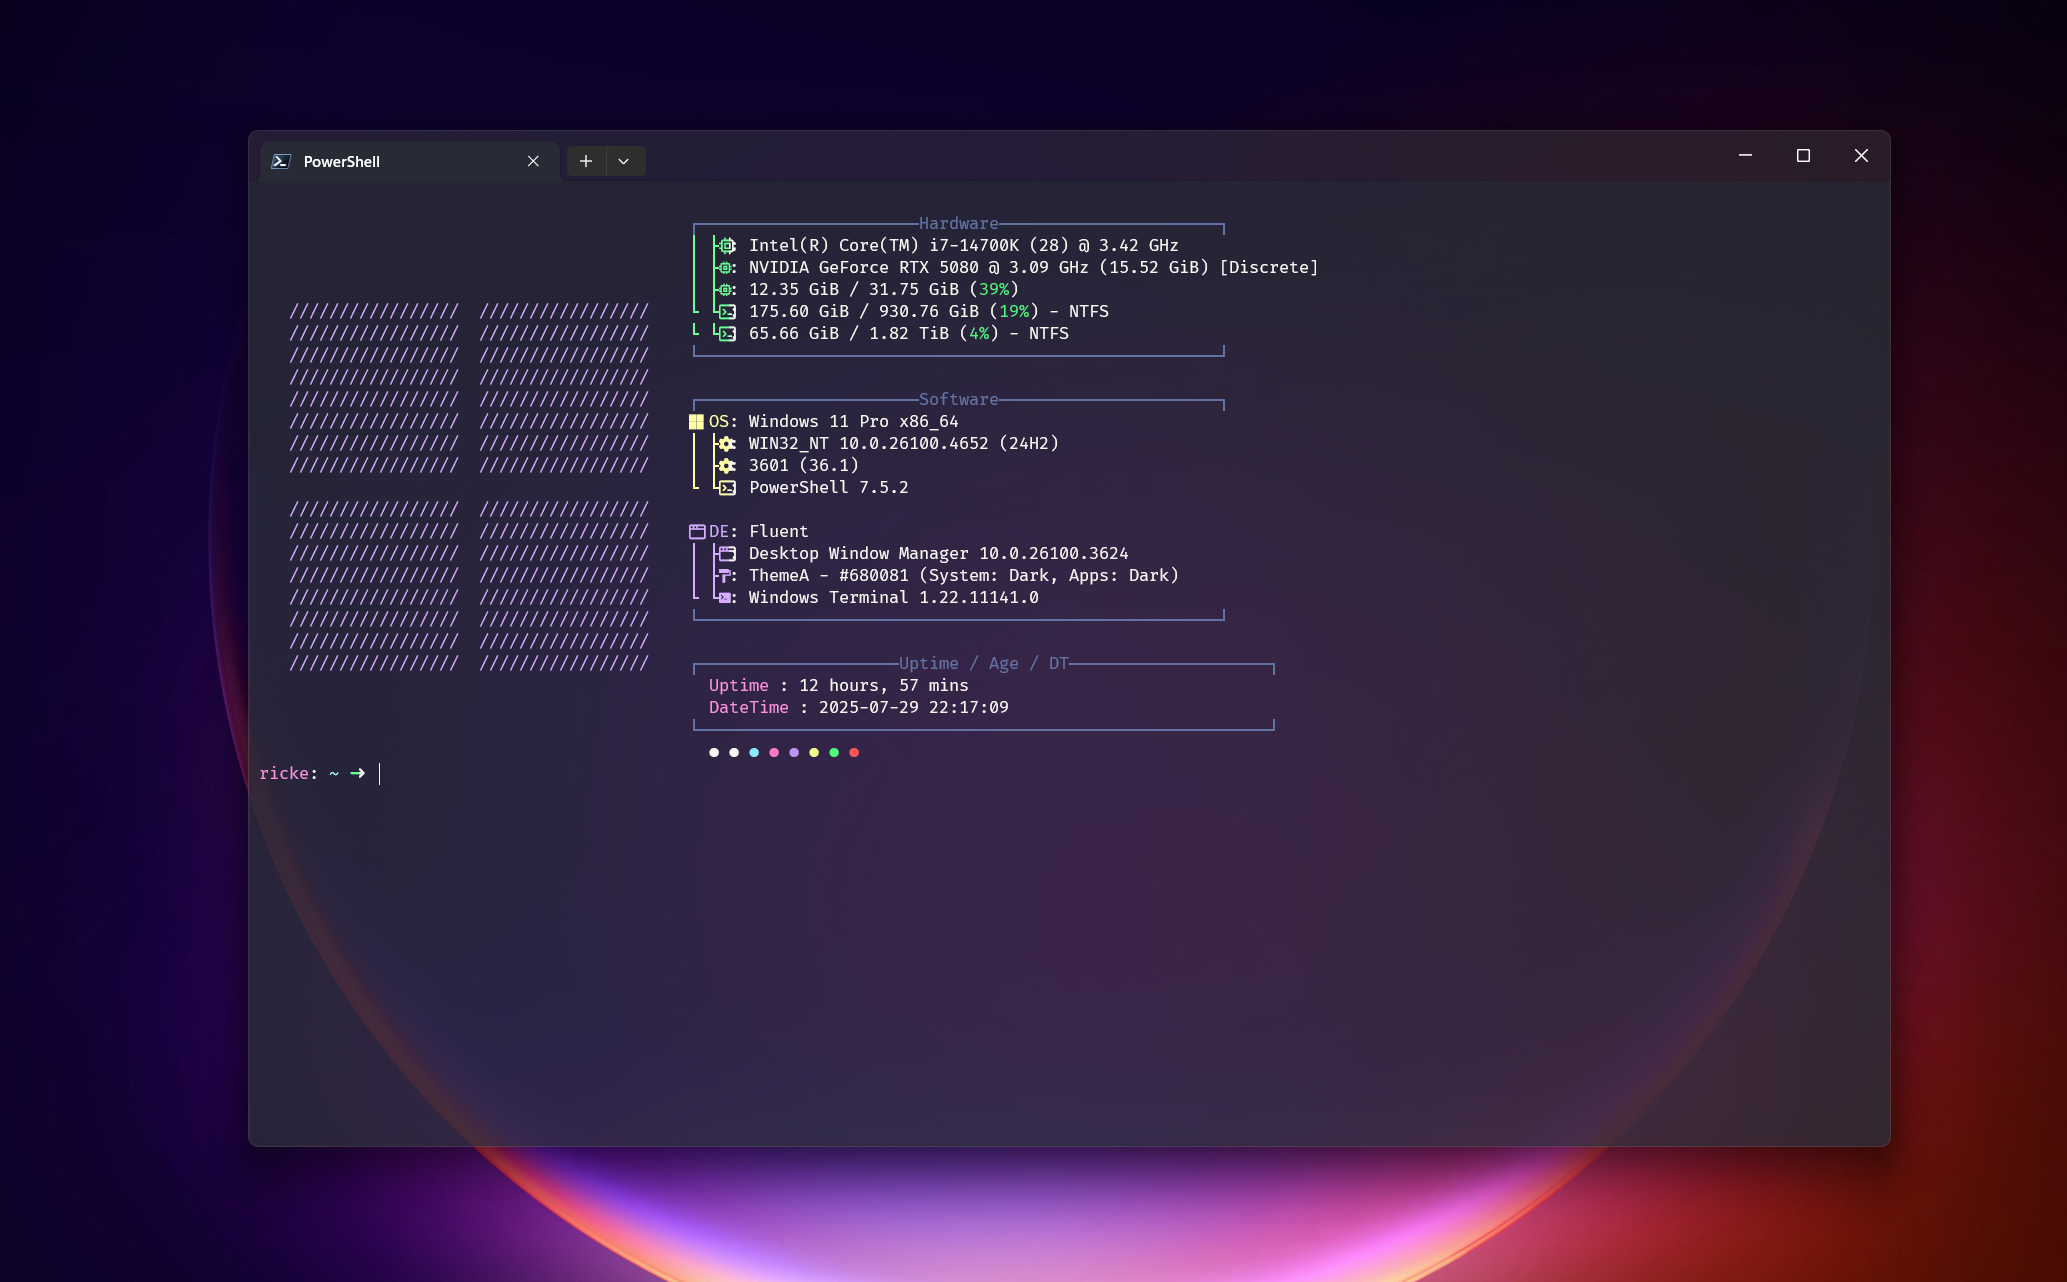 PowerShell
Hardware
Intel(R) Core(TM) i7-14700K (28) @ 3.42 GHz
: NVIDIA GeForce RTX 5080 @ 3.09 GHz (15.52 GiB) [Discrete]
: 12.35 GiB / 31.75 GiB (39%)
175.60 GiB / 930.76 GiB (19%) - NTFS
65.66 GiB / 1.82 TiB (4%) - NTFS
Software
OS: Windows 11 Pro x86_64
WIN32_NT 10.0.26100.4652 (24H2)
3601 (36.1)
PowerShell 7.5.2
DE: Fluent
Desktop Window Manager 10.0.26100.3624
: ThemeA - #680081 (System: Dark, Apps: Dark)
: Windows Terminal 1.22.11141.0
Uptime / Age / DT
Uptime : 12 hours, 57 mins
DateTime : 2025-07-29 22:17:09
ricke: ~ ➜